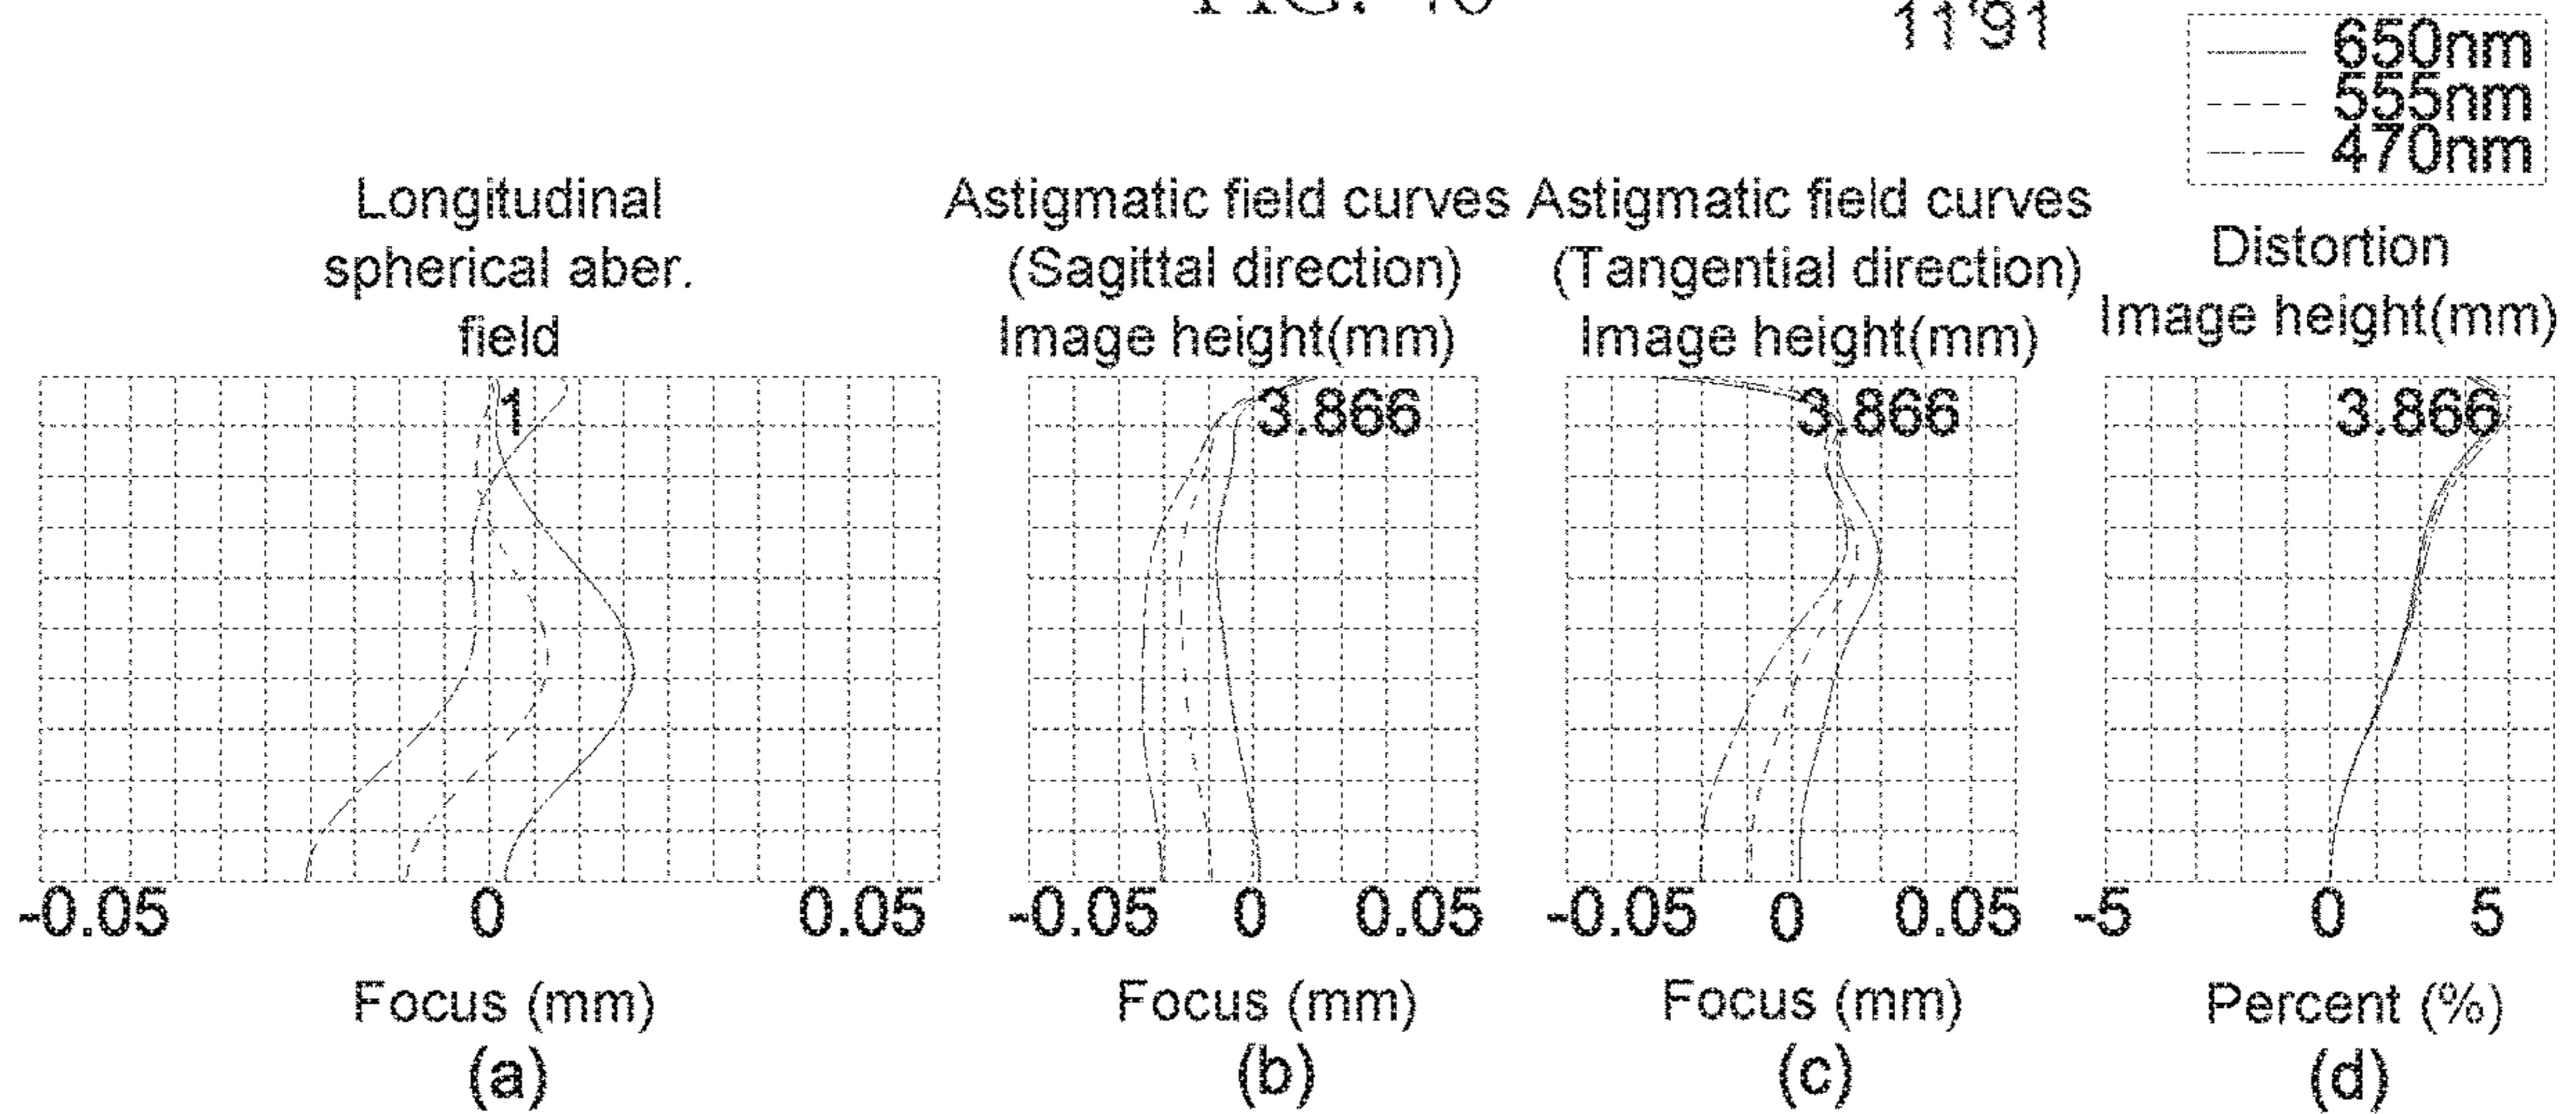 650nm
555nm
470nm
Longitudinal
spherical aber.
field
Astigmatic field curves
(Sagittal direction)
Image height(mm)
Astigmatic field curves
(Tangential direction)
Image height(mm)
Distortion
Image height(mm)
1
3.866
3.866
3.866
-0.05 0 0.05
-0.05 0 0.05
-0.05 0 0.05
-5 0 5
Focus (mm)
Focus (mm)
Focus (mm)
Percent (%)
(a)
(b)
(c)
(d)